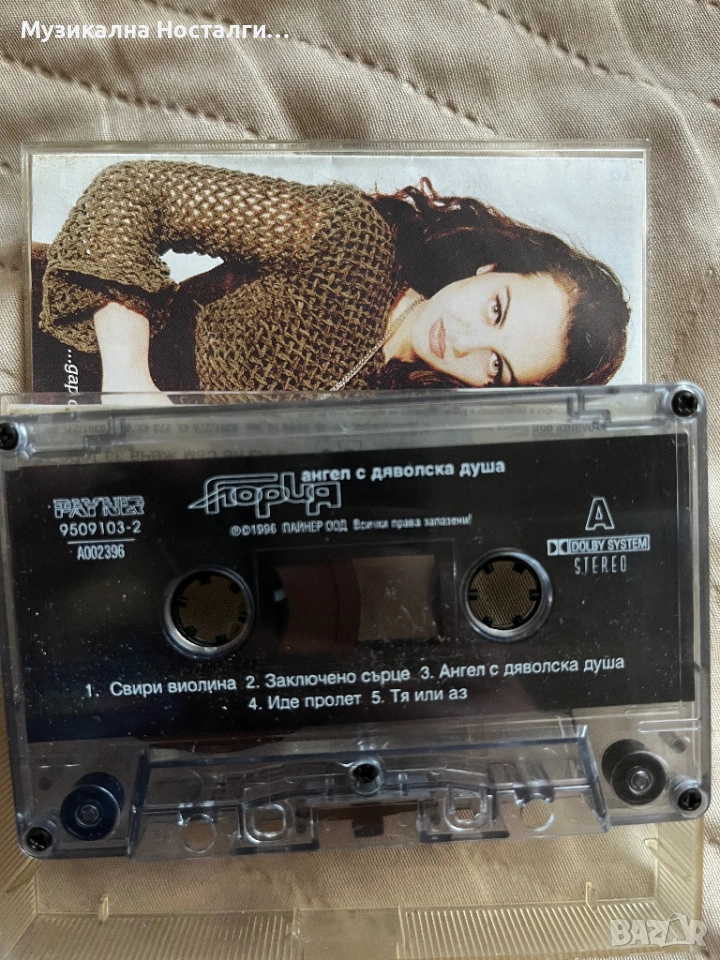 Музикална Носталги...
...дар
ангел с дяволска душа
Глория
PAYNER
9509103-2
A002396
℗©1996 ПАЙНЕР ООД Всички права запазени!
A
DOLBY SYSTEM
STEREO
1. Свири виолина 2. Заключено сърце 3. Ангел с дяволска душа
4. Иде пролет 5. Тя или аз
BAZAR